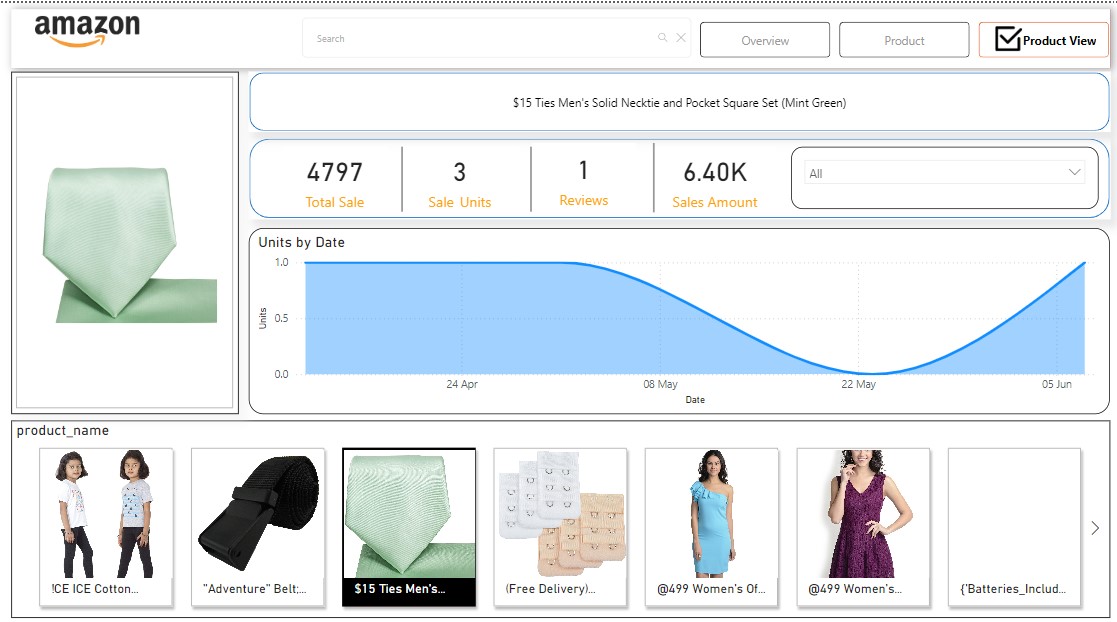 amazon
Search
Overview
Product
Product View
$15 Ties Men's Solid Necktie and Pocket Square Set (Mint Green)
4797
Total Sale
3
Sale Units
1
Reviews
6.40K
Sales Amount
All
Units by Date
1.0
0.5
0.0
Units
24 Apr
08 May
22 May
05 Jun
Date
product_name
!CE ICE Cotton...
"Adventure" Belt;...
$15 Ties Men's...
(Free Delivery)...
@499 Women's Of...
@499 Women's...
{'Batteries_Includ...